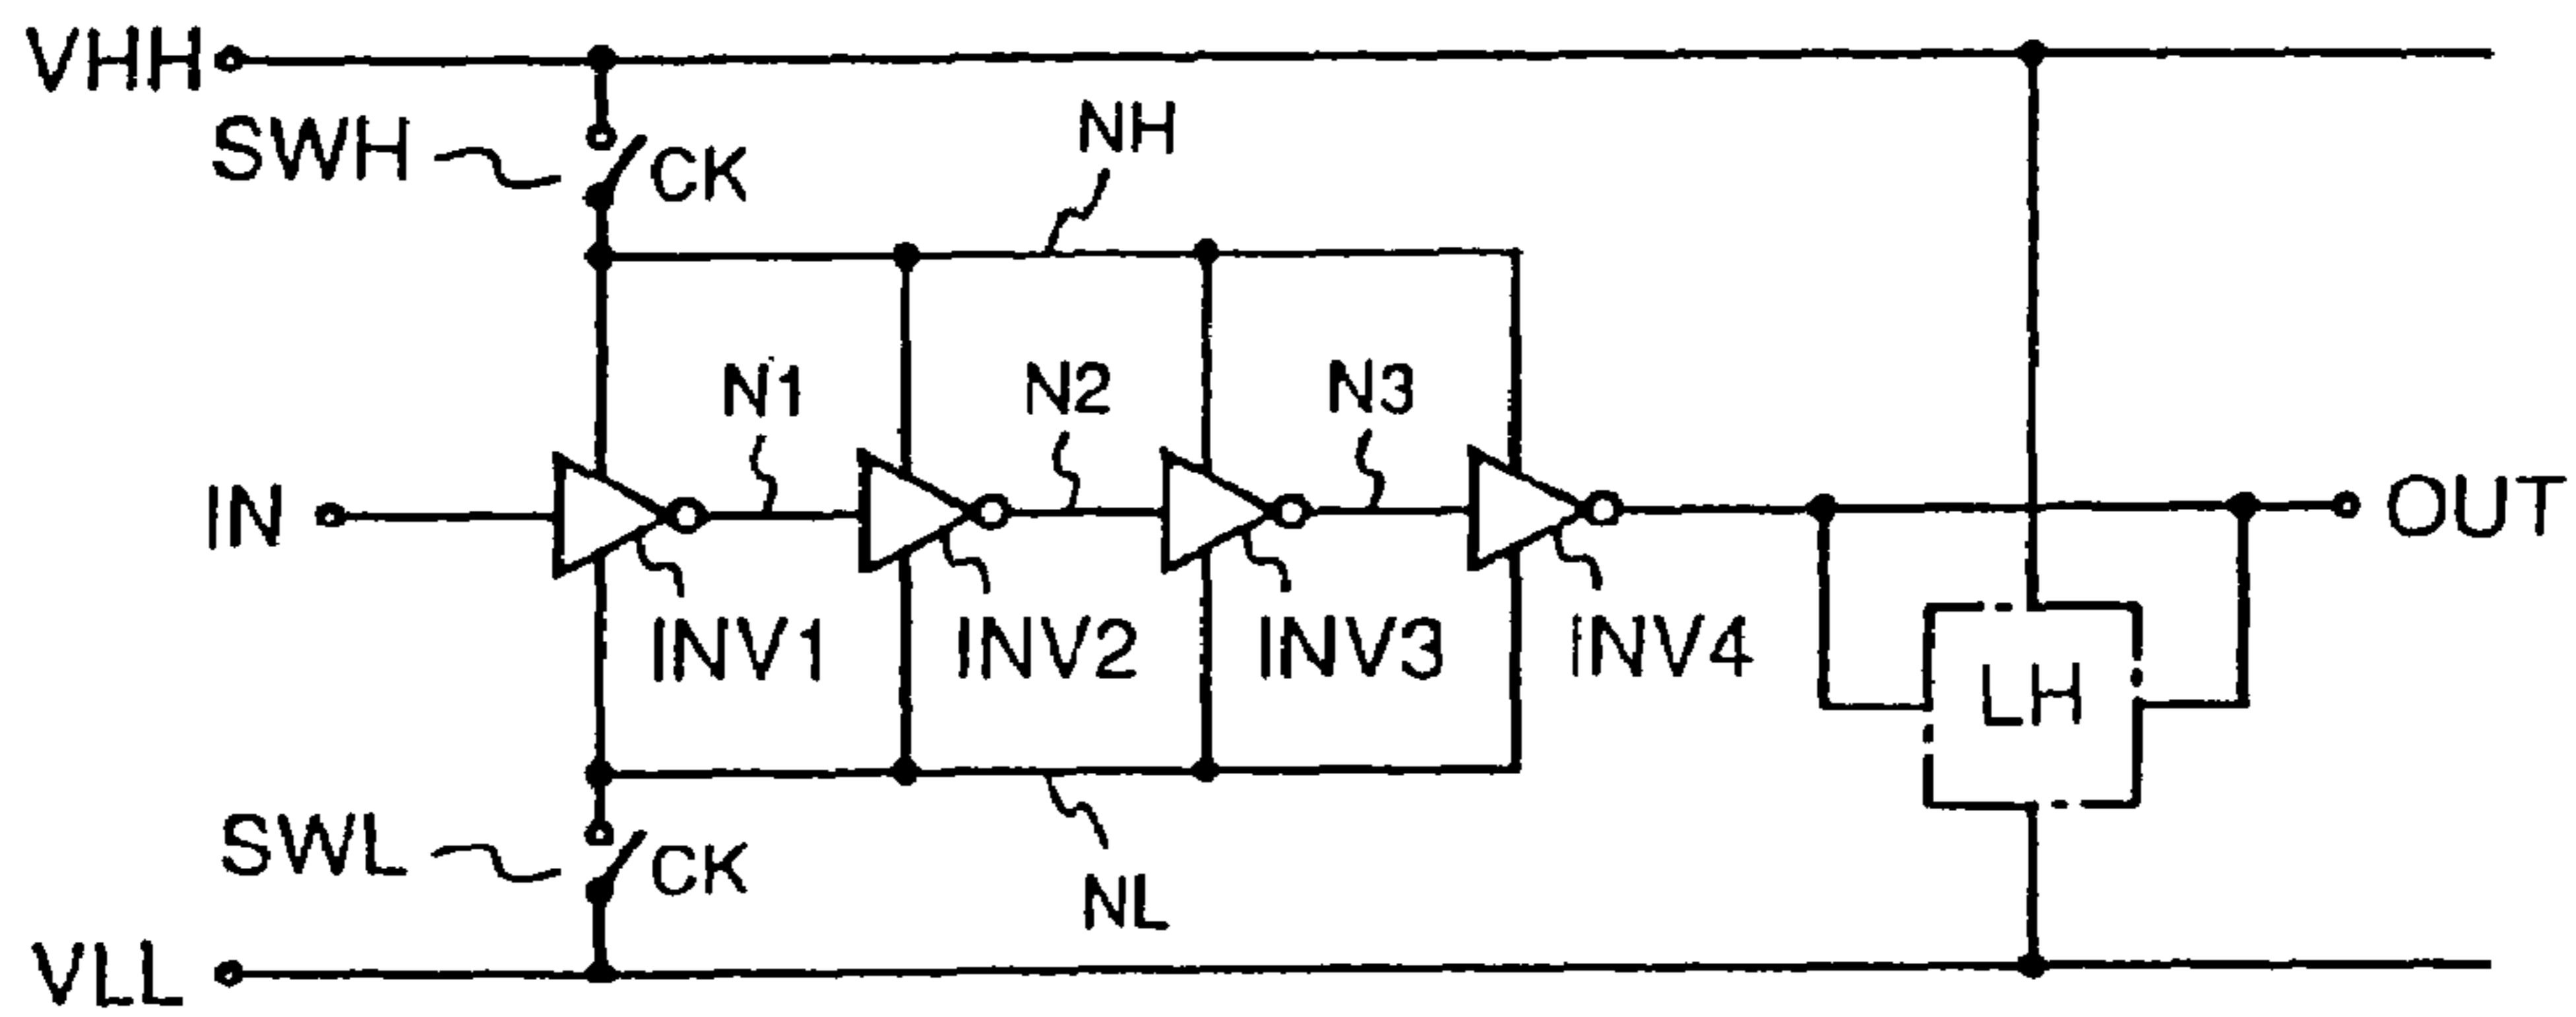 VHH
SWH
CK
NH
N1
N2
N3
IN
OUT
INV1
INV2
INV3
INV4
LH
SWL
CK
NL
VLL